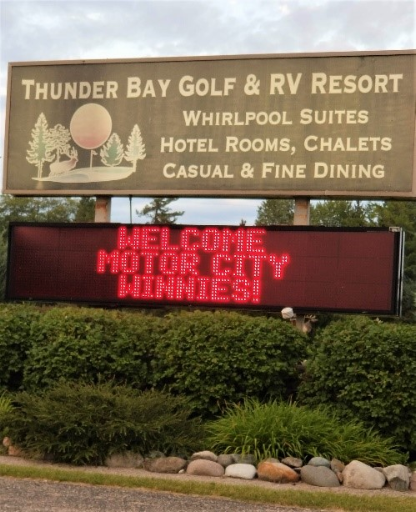 THUNDER BAY GOLF & RV RESORT
WHIRLPOOL SUITES
HOTEL ROOMS, CHALETS
CASUAL & FINE DINING
WELCOME
MOTOR CITY
WINNIES!